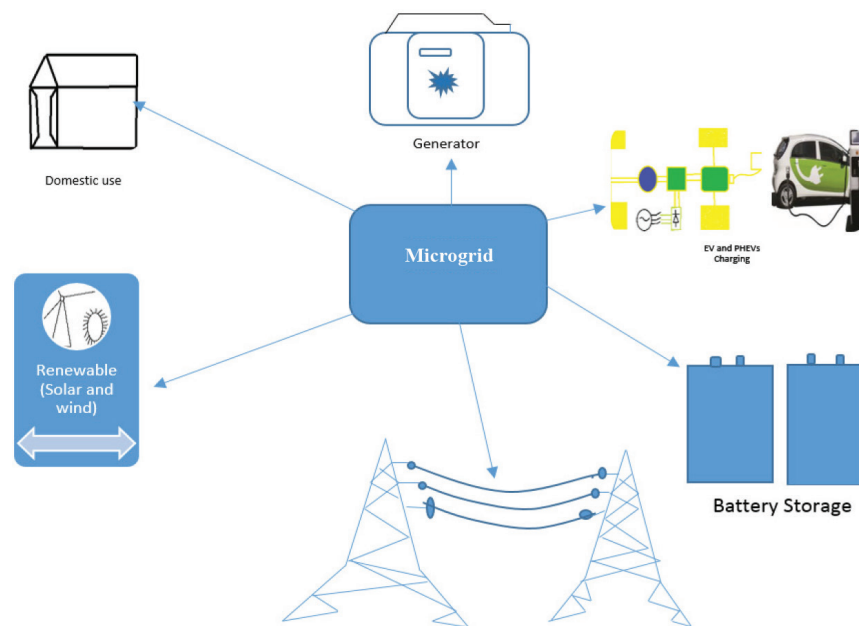 Generator
Domestic use
EV and PHEVs
Charging
Microgrid
Renewable
(Solar and
wind)
Battery Storage